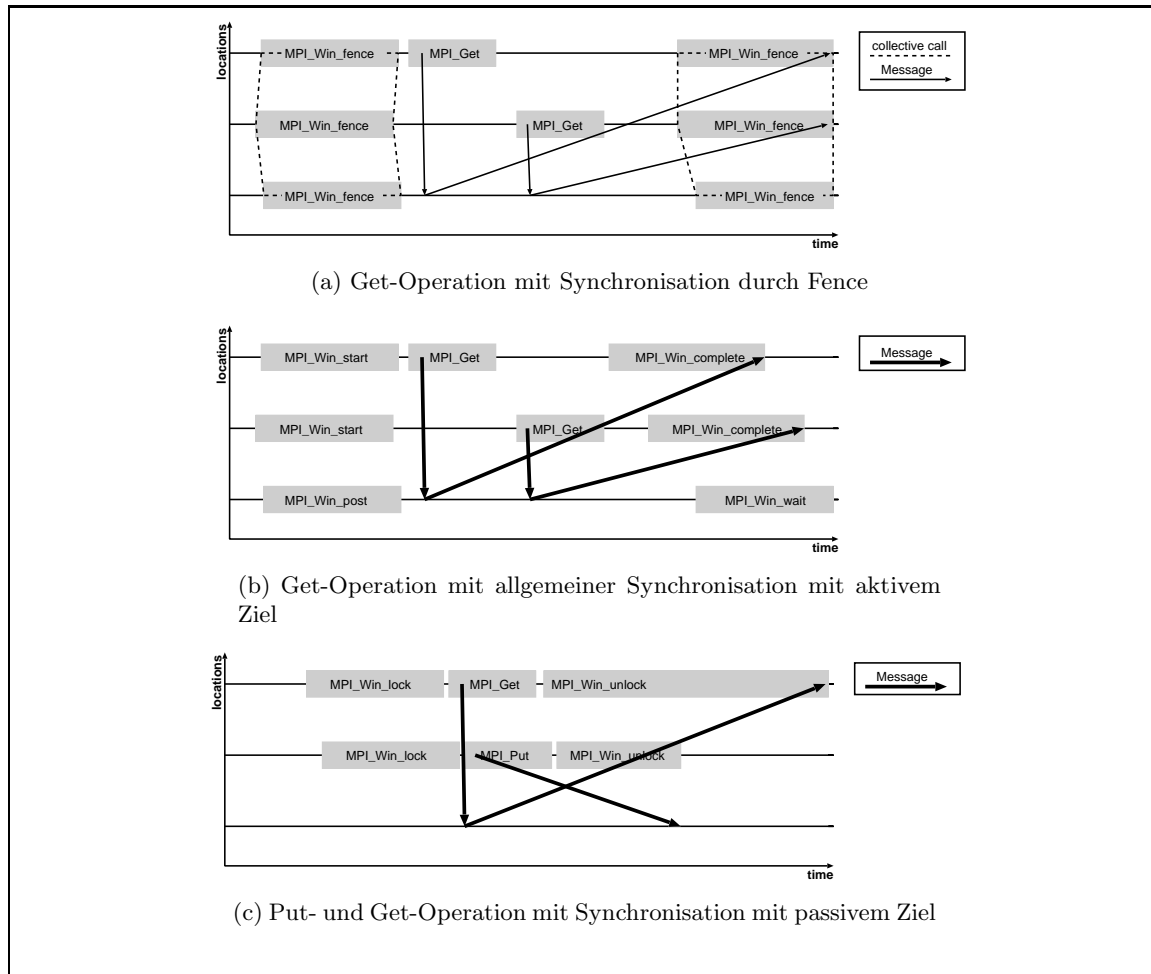 locations
MPI_Win_fence MPI_Get MPI_Win_fence
collective call
Message
MPI_Win_fence MPI_Get MPI_Win_fence
MPI_Win_fence MPI_Win_fence
time
(a) Get-Operation mit Synchronisation durch Fence
locations
MPI_Win_start MPI_Get MPI_Win_complete
Message
MPI_Win_start MPI_Get MPI_Win_complete
MPI_Win_post MPI_Win_wait
time
(b) Get-Operation mit allgemeiner Synchronisation mit aktivem
Ziel
locations
MPI_Win_lock MPI_Get MPI_Win_unlock
Message
MPI_Win_lock MPI_Put MPI_Win_unlock
time
(c) Put- und Get-Operation mit Synchronisation mit passivem Ziel